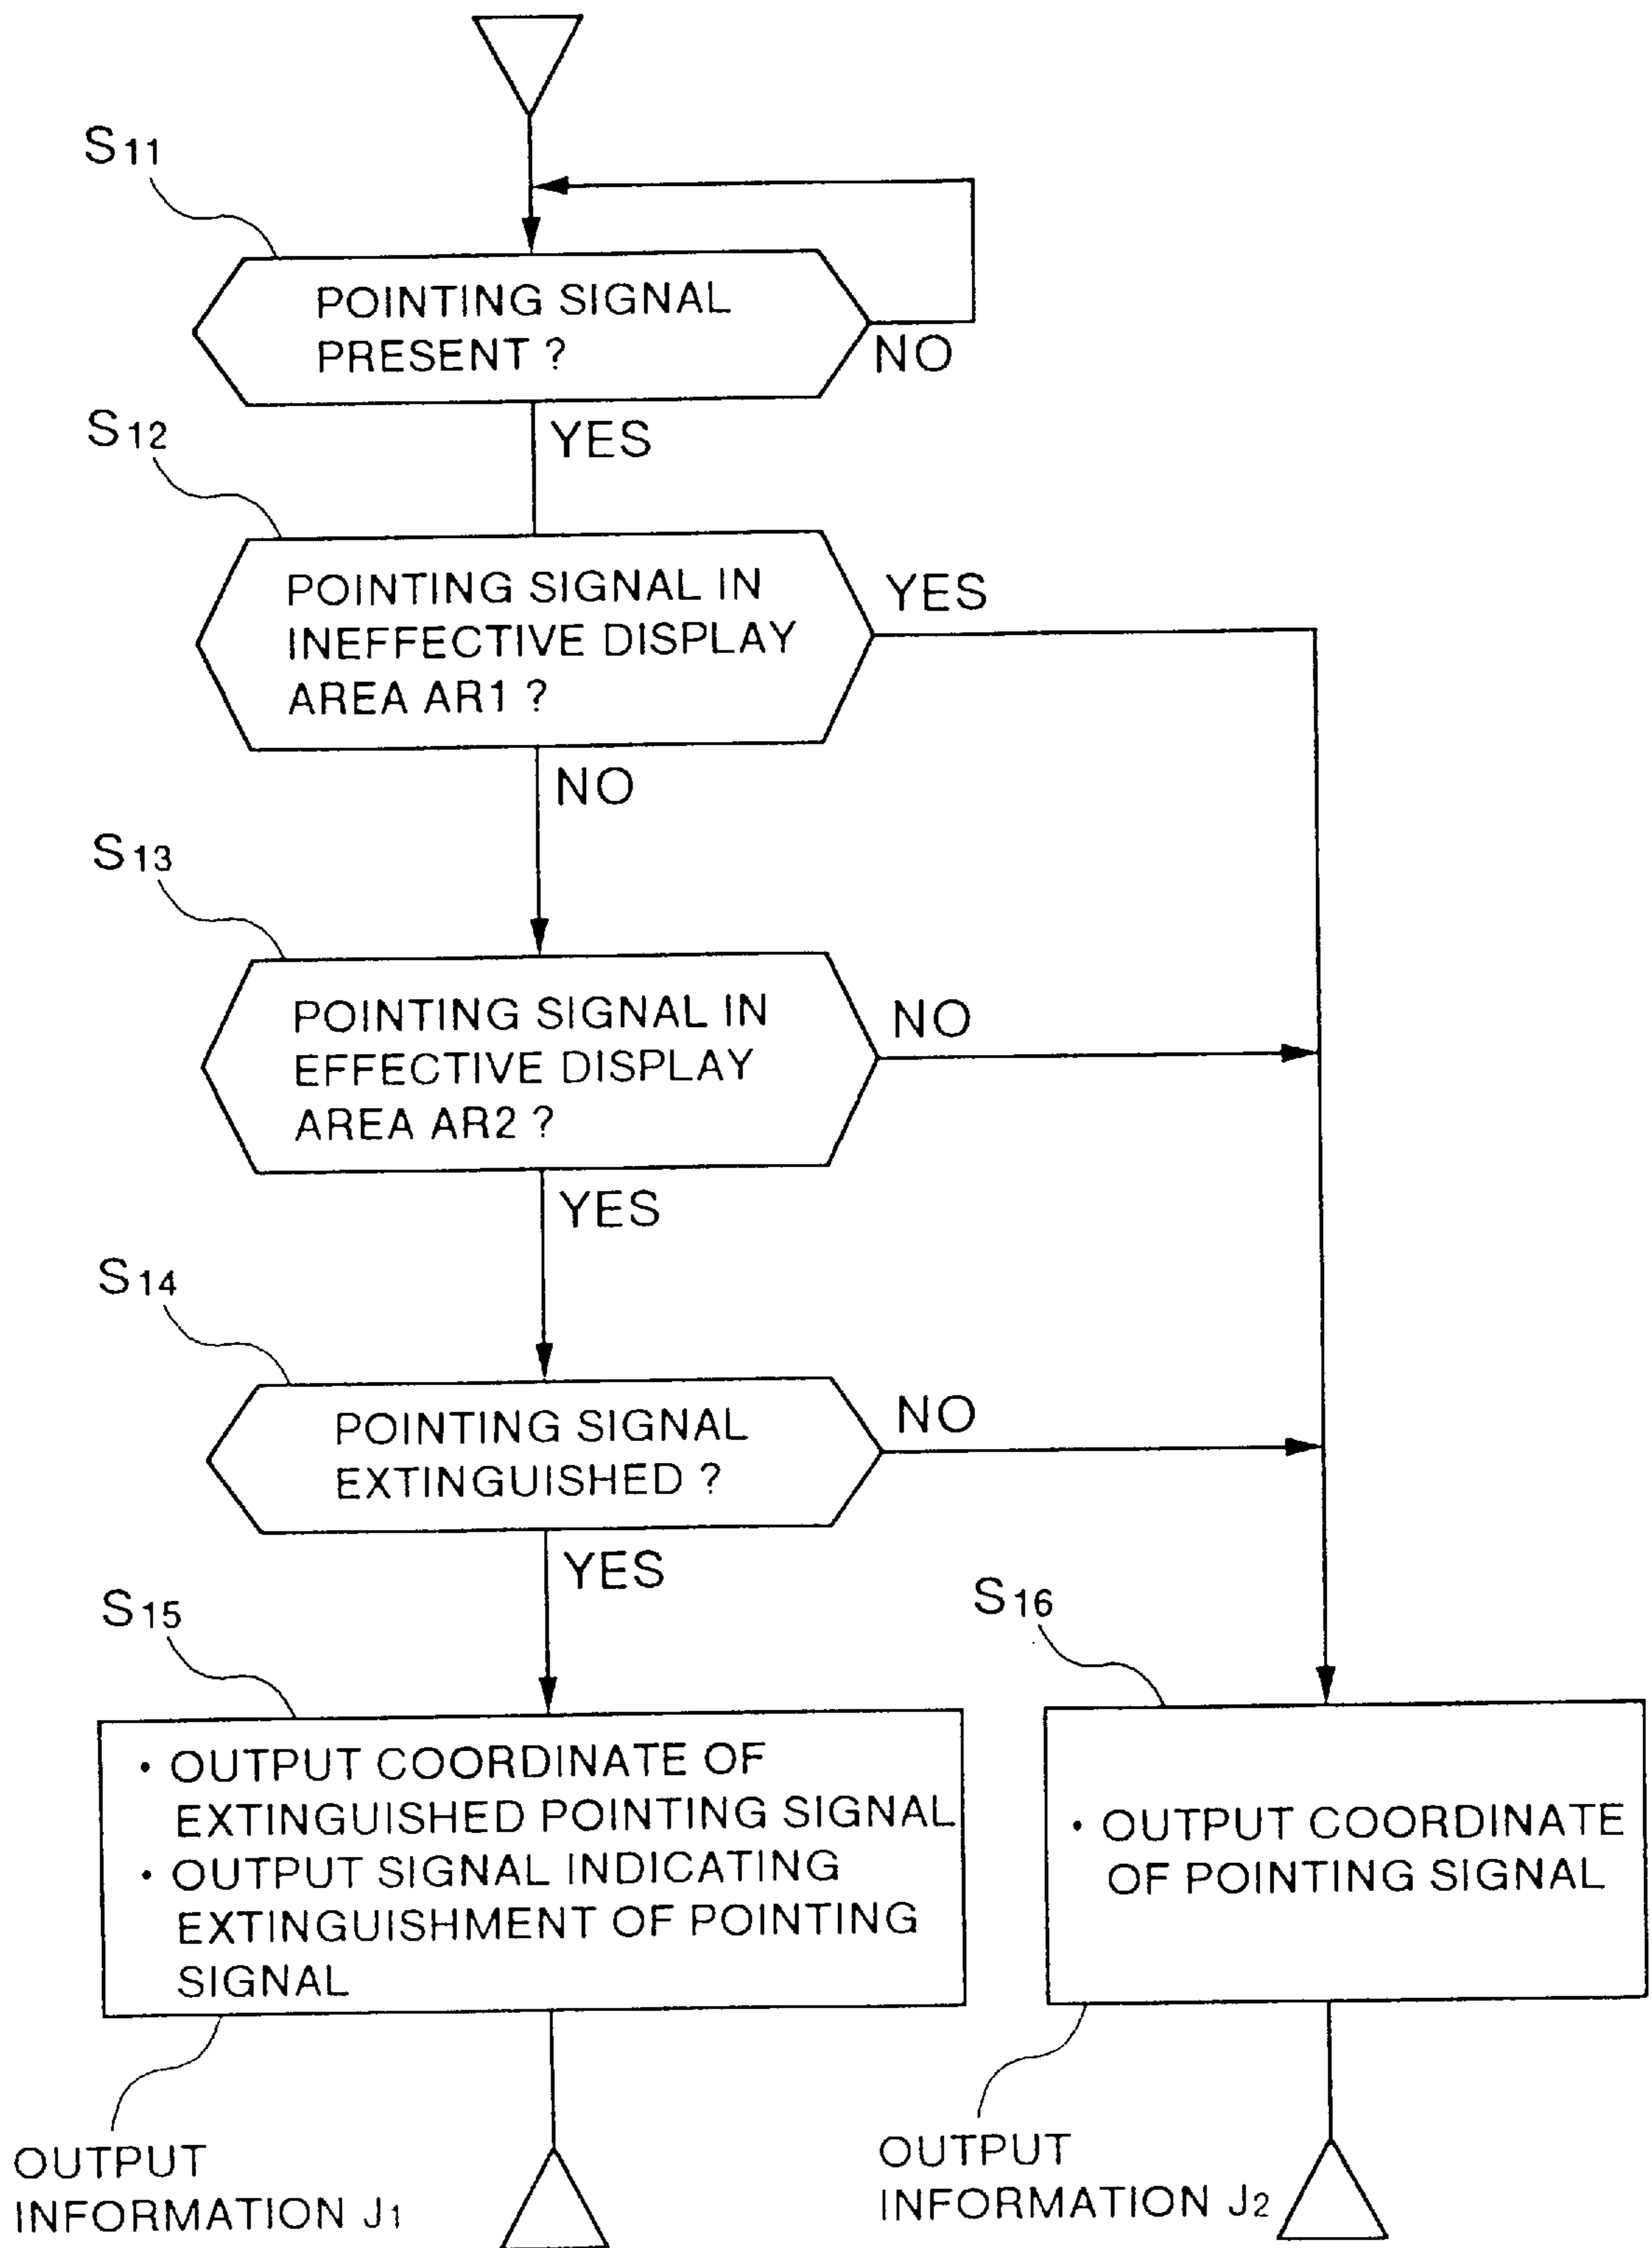 S11
POINTING SIGNAL
PRESENT ?
NO
YES
S12
POINTING SIGNAL IN
INEFFECTIVE DISPLAY
AREA AR1 ?
YES
NO
S13
POINTING SIGNAL IN
EFFECTIVE DISPLAY
AREA AR2 ?
NO
YES
S14
POINTING SIGNAL
EXTINGUISHED ?
NO
YES
S15
• OUTPUT COORDINATE OF
EXTINGUISHED POINTING SIGNAL
• OUTPUT SIGNAL INDICATING
EXTINGUISHMENT OF POINTING
SIGNAL
S16
• OUTPUT COORDINATE
OF POINTING SIGNAL
OUTPUT
INFORMATION J1
OUTPUT
INFORMATION J2